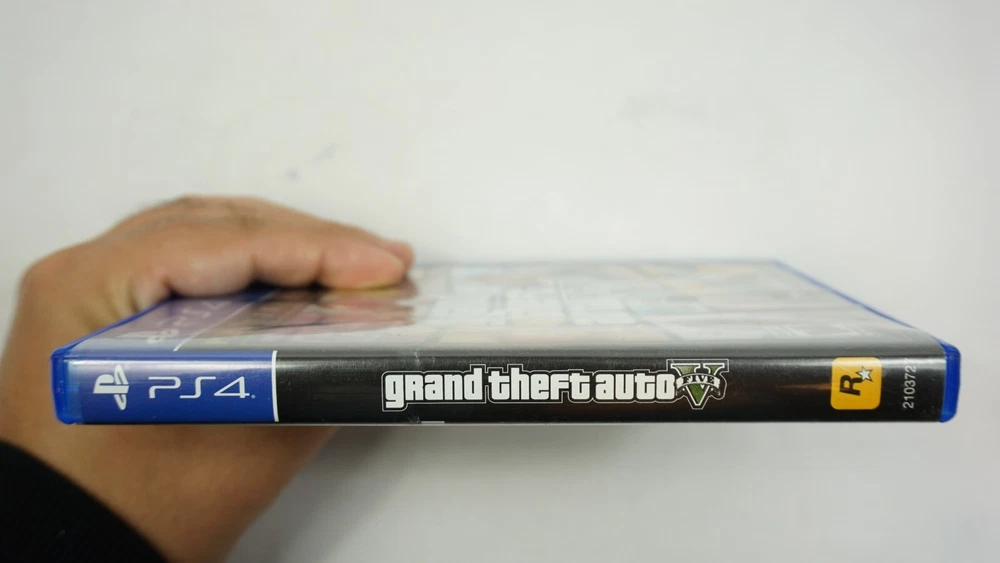 PS4
grand theft auto V
FIVE
R
210372